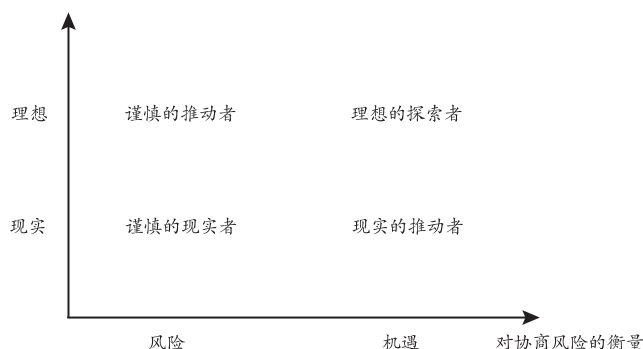 理想 谨慎的推动者 理想的探索者
现实 谨慎的现实者 现实的推动者
风险 机遇 对协商风险的衡量